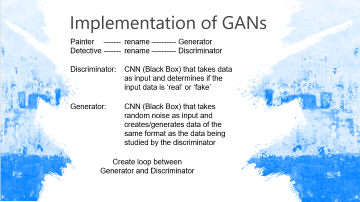 Implementation of GANs
Painter ------- rename ---------- Generator
Detective ------- rename ---------- Discriminator
Discriminator: CNN (Black Box) that takes data
as input and determines if the
input data is 'real' or 'fake'
Generator: CNN (Black Box) that takes
random noise as input and
creates/generates data of the
same format as the data being
studied by the discriminator
Create loop between
Generator and Discriminator